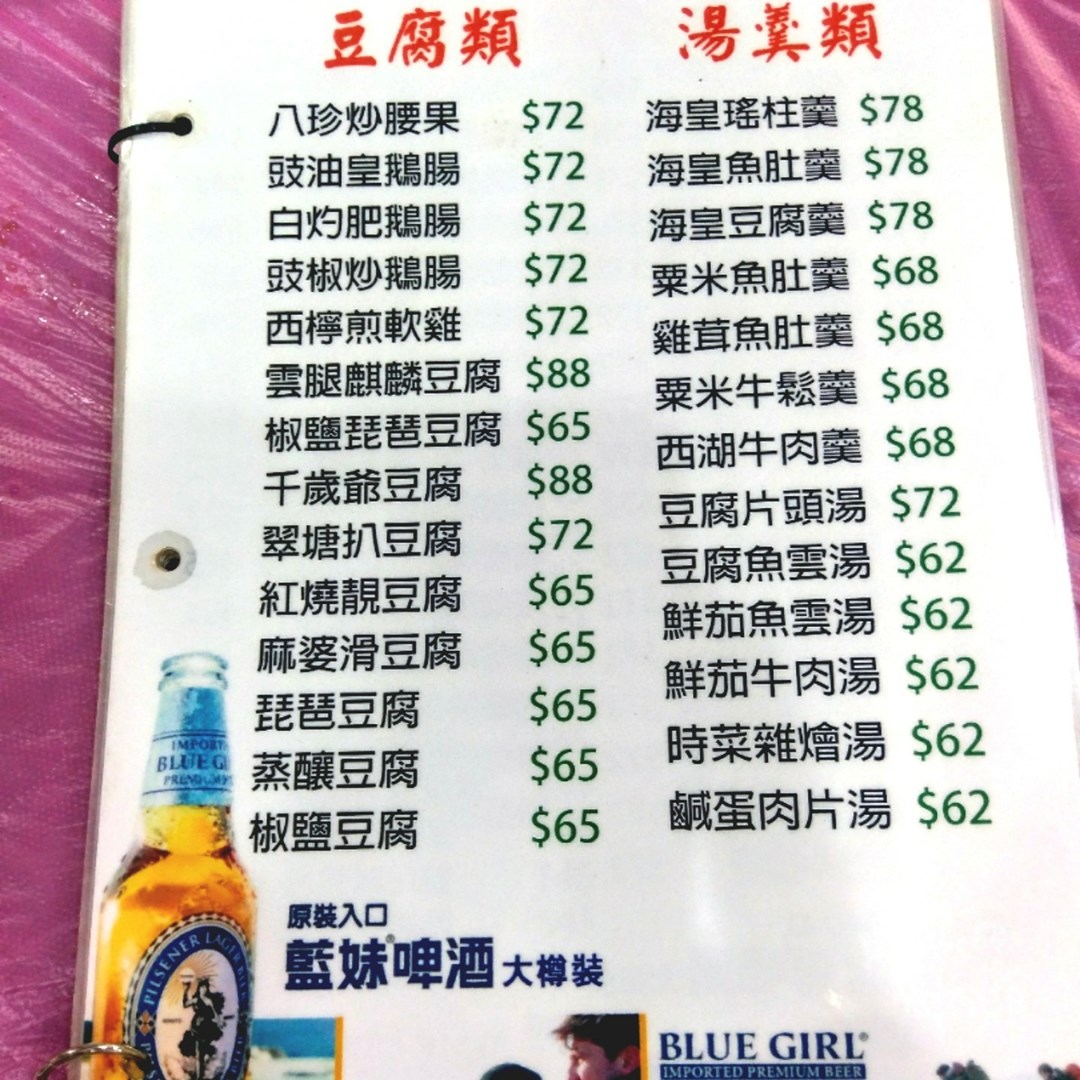 豆腐類
八珍炒腰果 $72
豉油皇鵝腸 $72
白灼肥鵝腸 $72
豉椒炒鵝腸 $72
西檸煎軟雞 $72
雲腿麒麟豆腐 $88
椒鹽琵琶豆腐 $65
千歲爺豆腐 $88
翠塘扒豆腐 $72
紅燒靚豆腐 $65
麻婆滑豆腐 $65
琵琶豆腐 $65
蒸釀豆腐 $65
椒鹽豆腐 $65
湯羹類
海皇瑤柱羹 $78
海皇魚肚羹 $78
海皇豆腐羹 $78
粟米魚肚羹 $68
雞茸魚肚羹 $68
粟米牛鬆羹 $68
西湖牛肉羹 $68
豆腐片頭湯 $72
豆腐魚雲湯 $62
鮮茄魚雲湯 $62
鮮茄牛肉湯 $62
時菜雜燴湯 $62
鹹蛋肉片湯 $62
BLUE
PILSENER LAGER BEER
原裝入口
藍妹®啤酒 大樽裝
BLUE GIRL®
IMPORTED PREMIUM BEER